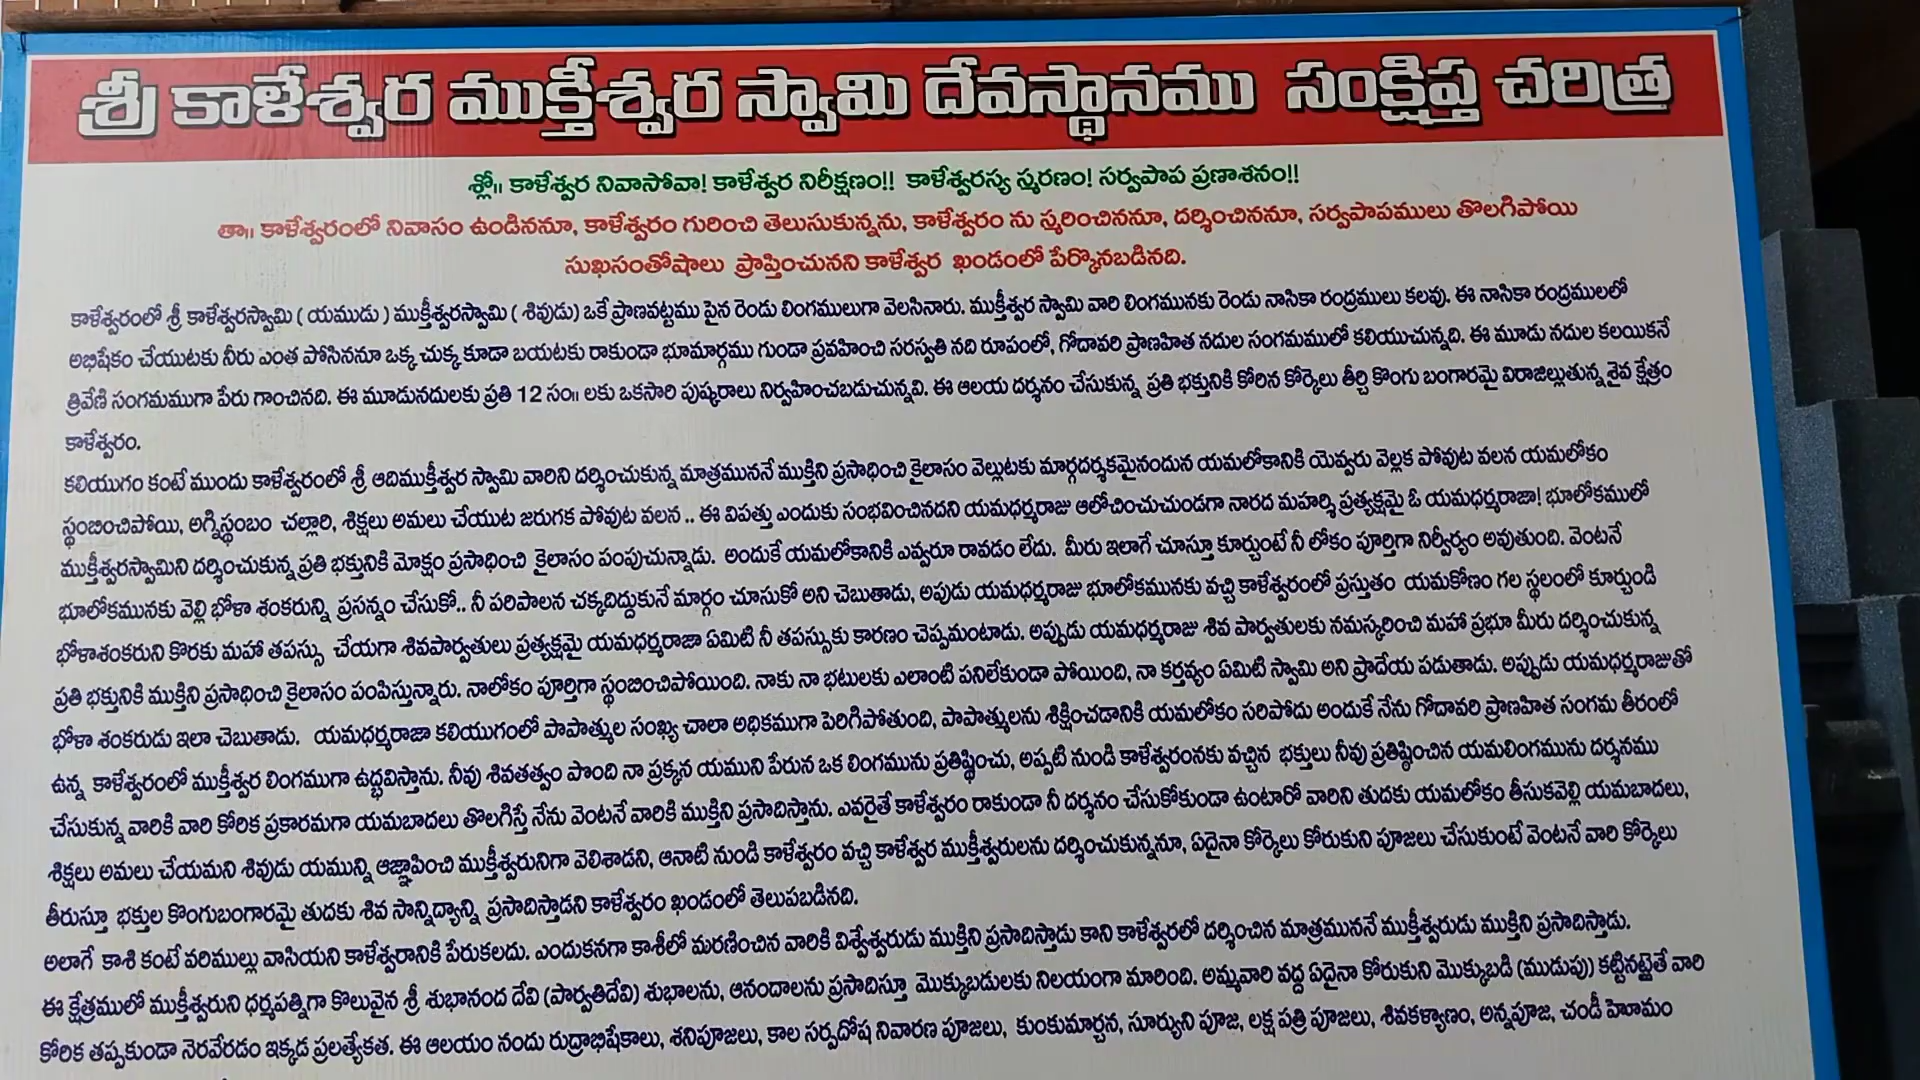 శ్రీ కాళేశ్వర ముక్తీశ్వర స్వామి దేవస్థానము సంక్షిప్త చరిత్ర
శ్లో॥ కాళేశ్వర నివాసోవా! కాళేశ్వర నిరీక్షణం!! కాళేశ్వరస్య స్మరణం! సర్వపాప ప్రణాశనం!!
తా॥ కాళేశ్వరంలో నివాసం ఉండిననూ, కాళేశ్వరం గురించి తెలుసుకున్నను, కాళేశ్వరం ను స్మరించిననూ, దర్శించిననూ, సర్వపాపములు తొలగిపోయి
సుఖసంతోషాలు ప్రాప్తించునని కాళేశ్వర ఖండంలో పేర్కొనబడినది.
కాళేశ్వరంలో శ్రీ కాళేశ్వరస్వామి ( యముడు ) ముక్తీశ్వరస్వామి ( శివుడు) ఒకే ప్రాణవట్టము పైన రెండు లింగములుగా వెలసినారు. ముక్తీశ్వర స్వామి వారి లింగమునకు రెండు నాసికా రంద్రములు కలవు. ఈ నాసికా రంద్రములలో
అభిషేకం చేయుటకు నీరు ఎంత పోసిననూ ఒక్క చుక్క కూడా బయటకు రాకుండా భూమార్గము గుండా ప్రవహించి సరస్వతి నది రూపంలో, గోదావరి ప్రాణహిత నదుల సంగమములో కలియుచున్నది. ఈ మూడు నదుల కలయికనే
త్రివేణి సంగమముగా పేరు గాంచినది. ఈ మూడునదులకు ప్రతి 12 సం॥ లకు ఒకసారి పుష్కరాలు నిర్వహించబడుచున్నవి. ఈ ఆలయ దర్శనం చేసుకున్న ప్రతి భక్తునికి కోరిన కోర్కెలు తీర్చి కొంగు బంగారమై విరాజిల్లుతున్న శైవ క్షేత్రం
కాళేశ్వరం.
కలియుగం కంటే ముందు కాళేశ్వరంలో శ్రీ ఆదిముక్తీశ్వర స్వామి వారిని దర్శించుకున్న మాత్రముననే ముక్తిని ప్రసాధించి కైలాసం వెల్లుటకు మార్గదర్శకమైనందున యమలోకానికి యెవ్వరు వెల్లక పోవుట వలన యమలోకం
స్థంబించిపోయి, అగ్నిస్థంబం చల్లారి, శిక్షలు అమలు చేయుట జరుగక పోవుట వలన .. ఈ విపత్తు ఎందుకు సంభవించినదని యమధర్మరాజు ఆలోచించుచుండగా నారద మహర్షి ప్రత్యక్షమై ఓ యమధర్మరాజా! భూలోకములో
ముక్తీశ్వరస్వామిని దర్శించుకున్న ప్రతి భక్తునికి మోక్షం ప్రసాధించి కైలాసం పంపుచున్నాడు. అందుకే యమలోకానికి ఎవ్వరూ రావడం లేదు. మీరు ఇలాగే చూస్తూ కూర్చుంటే నీ లోకం పూర్తిగా నిర్వీర్యం అవుతుంది. వెంటనే
భూలోకమునకు వెల్లి భోళా శంకరున్ని ప్రసన్నం చేసుకో.. నీ పరిపాలన చక్కదిద్దుకునే మార్గం చూసుకో అని చెబుతాడు, అపుడు యమధర్మరాజు భూలోకమునకు వచ్చి కాళేశ్వరంలో ప్రస్తుతం యమకోణం గల స్థలంలో కూర్చుండి
భోళాశంకరుని కొరకు మహా తపస్సు చేయగా శివపార్వతులు ప్రత్యక్షమై యమధర్మరాజా ఏమిటి నీ తపస్సుకు కారణం చెప్పమంటాడు. అప్పుడు యమధర్మరాజు శివ పార్వతులకు నమస్కరించి మహా ప్రభూ మీరు దర్శించుకున్న
ప్రతి భక్తునికి ముక్తిని ప్రసాధించి కైలాసం పంపిస్తున్నారు. నాలోకం పూర్తిగా స్థంబించిపోయింది. నాకు నా భటులకు ఎలాంటి పనిలేకుండా పోయింది, నా కర్తవ్యం ఏమిటి స్వామి అని ప్రాదేయ పడుతాడు. అప్పుడు యమధర్మరాజుతో
భోళా శంకరుడు ఇలా చెబుతాడు. యమధర్మరాజా కలియుగంలో పాపాత్ముల సంఖ్య చాలా అధికముగా పెరిగిపోతుంది, పాపాత్ములను శిక్షించడానికి యమలోకం సరిపోదు అందుకే నేను గోదావరి ప్రాణహిత సంగమ తీరంలో
ఉన్న కాళేశ్వరంలో ముక్తీశ్వర లింగముగా ఉద్భవిస్తాను. నీవు శివతత్వం పొంది నా ప్రక్కన యముని పేరున ఒక లింగమును ప్రతిష్థించు, అప్పటి నుండి కాళేశ్వరంనకు వచ్చిన భక్తులు నీవు ప్రతిష్ఠించిన యమలింగమును దర్శనము
చేసుకున్న వారికి వారి కోరిక ప్రకారమగా యమబాదలు తొలగిస్తే నేను వెంటనే వారికి ముక్తిని ప్రసాదిస్తాను. ఎవరైతే కాళేశ్వరం రాకుండా నీ దర్శనం చేసుకోకుండా ఉంటారో వారిని తుదకు యమలోకం తీసుకవెల్లి యమబాదలు,
శిక్షలు అమలు చేయమని శివుడు యమున్ని ఆజ్ఞాపించి ముక్తీశ్వరునిగా వెలిశాడని, ఆనాటి నుండి కాళేశ్వరం వచ్చి కాళేశ్వర ముక్తీశ్వరులను దర్శించుకున్ననూ, ఏదైనా కోర్కెలు కోరుకుని పూజలు చేసుకుంటే వెంటనే వారి కోర్కెలు
తీరుస్తూ భక్తుల కొంగుబంగారమై తుదకు శివ సాన్నిద్యాన్ని ప్రసాదిస్తాడని కాళేశ్వరం ఖండంలో తెలుపబడినది.
అలాగే కాశి కంటే వరిముల్లు వాసియని కాళేశ్వరానికి పేరుకలదు. ఎందుకనగా కాశీలో మరణించిన వారికి విశ్వేశ్వరుడు ముక్తిని ప్రసాదిస్తాడు కాని కాళేశ్వరలో దర్శించిన మాత్రముననే ముక్తీశ్వరుడు ముక్తిని ప్రసాదిస్తాడు.
ఈ క్షేత్రములో ముక్తీశ్వరుని ధర్మపత్నిగా కొలువైన శ్రీ శుభానంద దేవి (పార్వతిదేవి) శుభాలను, ఆనందాలను ప్రసాదిస్తూ మొక్కుబడులకు నిలయంగా మారింది. అమ్మవారి వద్ద ఏదైనా కోరుకుని మొక్కుబడి (ముడుపు) కట్టినట్లైతే వారి
కోరిక తప్పకుండా నెరవేరడం ఇక్కడ ప్రలత్యేకత. ఈ ఆలయం నందు రుద్రాభిషేకాలు, శనిపూజలు, కాల సర్పదోష నివారణ పూజలు, కుంకుమార్చన, సూర్యుని పూజ, లక్ష పత్రి పూజలు, శివకళ్యాణం, అన్నపూజ, చండీ హెూమం